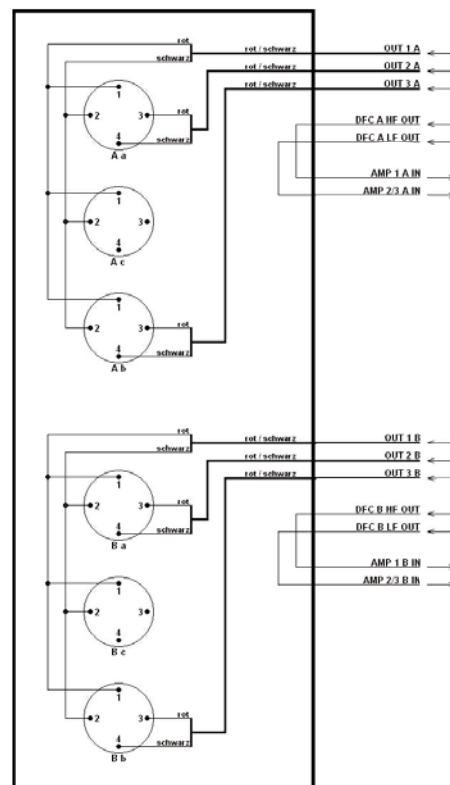 rot
rot / schwarz OUT 1 A
schwarz
rot / schwarz OUT 2 A
rot / schwarz OUT 3 A
1
2 3 rot
4 schwarz
A a
DFC A HF OUT
DFC A LF OUT
AMP 1 A IN
AMP 2/3 A IN
1
2 3
4
A c
1
2 3 rot
4 schwarz
A b
rot
rot / schwarz OUT 1 B
schwarz
rot / schwarz OUT 2 B
rot / schwarz OUT 3 B
1
2 3 rot
4 schwarz
B a
DFC B HF OUT
DFC B LF OUT
AMP 1 B IN
AMP 2/3 B IN
1
2 3
4
B c
1
2 3 rot
4 schwarz
B b